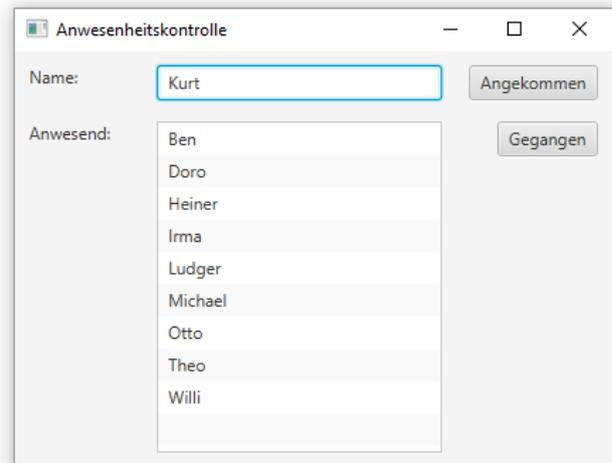 Anwesenheitskontrolle
Name: Kurt Angekommen
Anwesend: Ben Gegangen
Doro
Heiner
Irma
Ludger
Michael
Otto
Theo
Willi